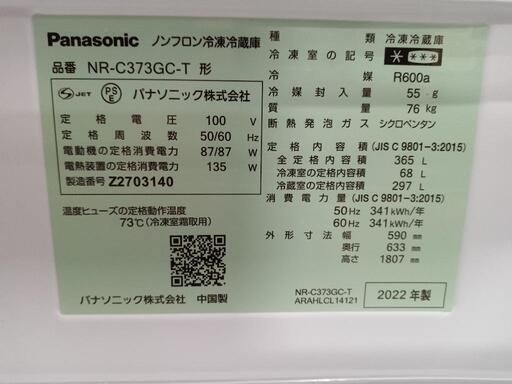 Panasonic ノンフロン冷凍冷蔵庫
品番 NR-C373GC-T 形
S JET PSE パナソニック株式会社
定格電圧 100 V
定格周波数 50/60 Hz
電動機の定格消費電力 87/87 W
電熱装置の定格消費電力 135 W
製造番号 Z2703140
温度ヒューズの定格動作温度
73℃(冷凍室霜取用)
パナソニック株式会社 中国製
種類 冷凍冷蔵庫
冷凍室の記号
冷媒 R600a
冷媒封入量 55 g
質量 76 kg
断熱発泡ガス シクロペンタン
定格内容積 (JIS C 9801-3:2015)
全定格内容積 365 L
冷凍室の定格内容積 68 L
冷蔵室の定格内容積 297 L
消費電力量 (JIS C 9801-3:2015)
50Hz 341 kWh/年
60Hz 341 kWh/年
外形寸法 幅 590 mm
奥行 633 mm
高さ 1807 mm
NR-C373GC-T
ARAHLCL14121
2022年製